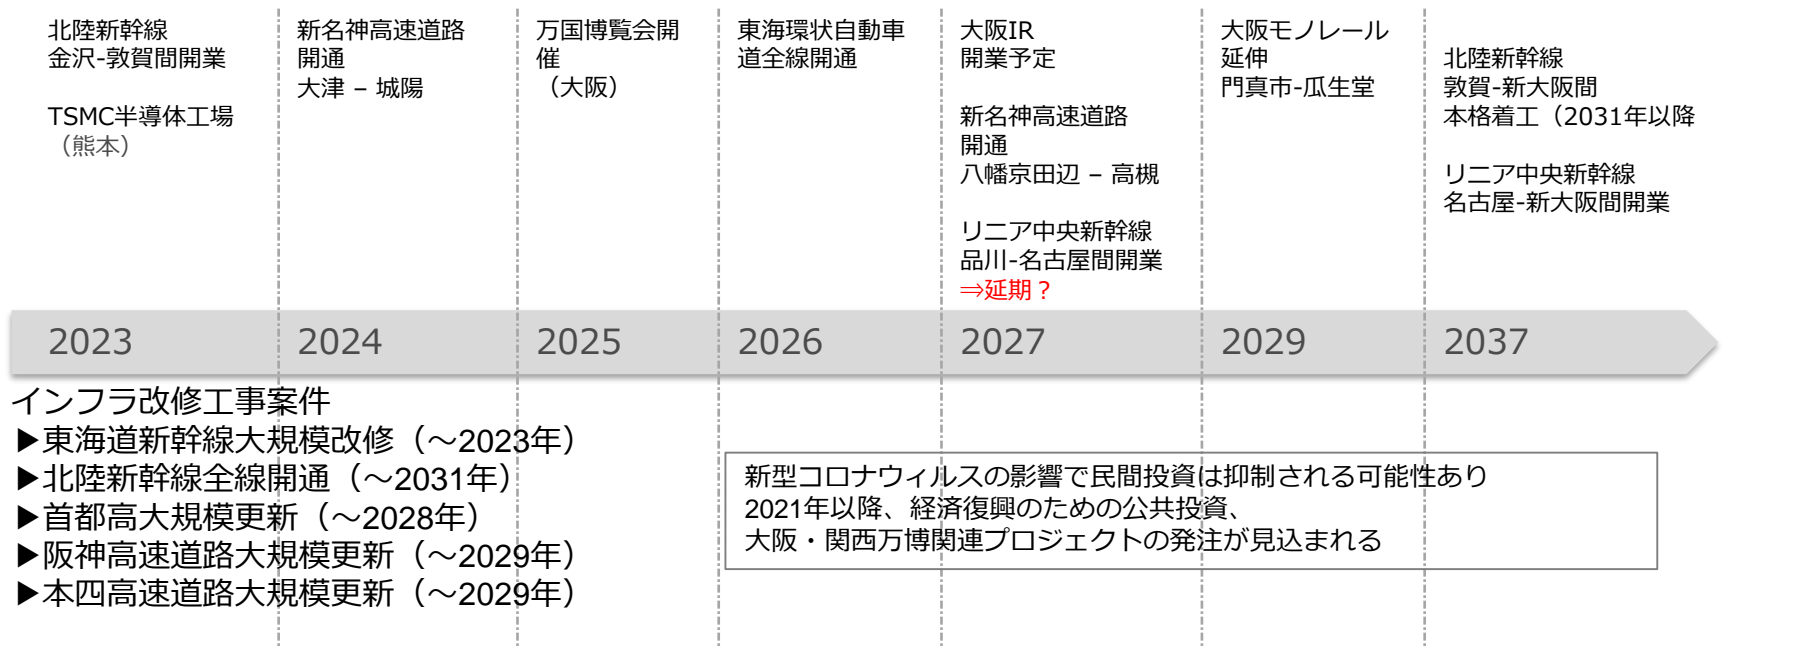 北陸新幹線
金沢-敦賀間開業
TSMC半導体工場
（熊本）
新名神高速道路
開通
大津 – 城陽
万国博覧会開
催
（大阪）
東海環状自動車
道全線開通
大阪IR
開業予定
新名神高速道路
開通
八幡京田辺 – 高槻
リニア中央新幹線
品川-名古屋間開業
⇒延期？
大阪モノレール
延伸
門真市-瓜生堂
北陸新幹線
敦賀-新大阪間
本格着工（2031年以降
リニア中央新幹線
名古屋-新大阪間開業
2023
2024
2025
2026
2027
2029
2037
インフラ改修工事案件
▶東海道新幹線大規模改修（～2023年）
▶北陸新幹線全線開通（～2031年）
▶首都高大規模更新（～2028年）
▶阪神高速道路大規模更新（～2029年）
▶本四高速道路大規模更新（～2029年）
新型コロナウィルスの影響で民間投資は抑制される可能性あり
2021年以降、経済復興のための公共投資、
大阪・関西万博関連プロジェクトの発注が見込まれる